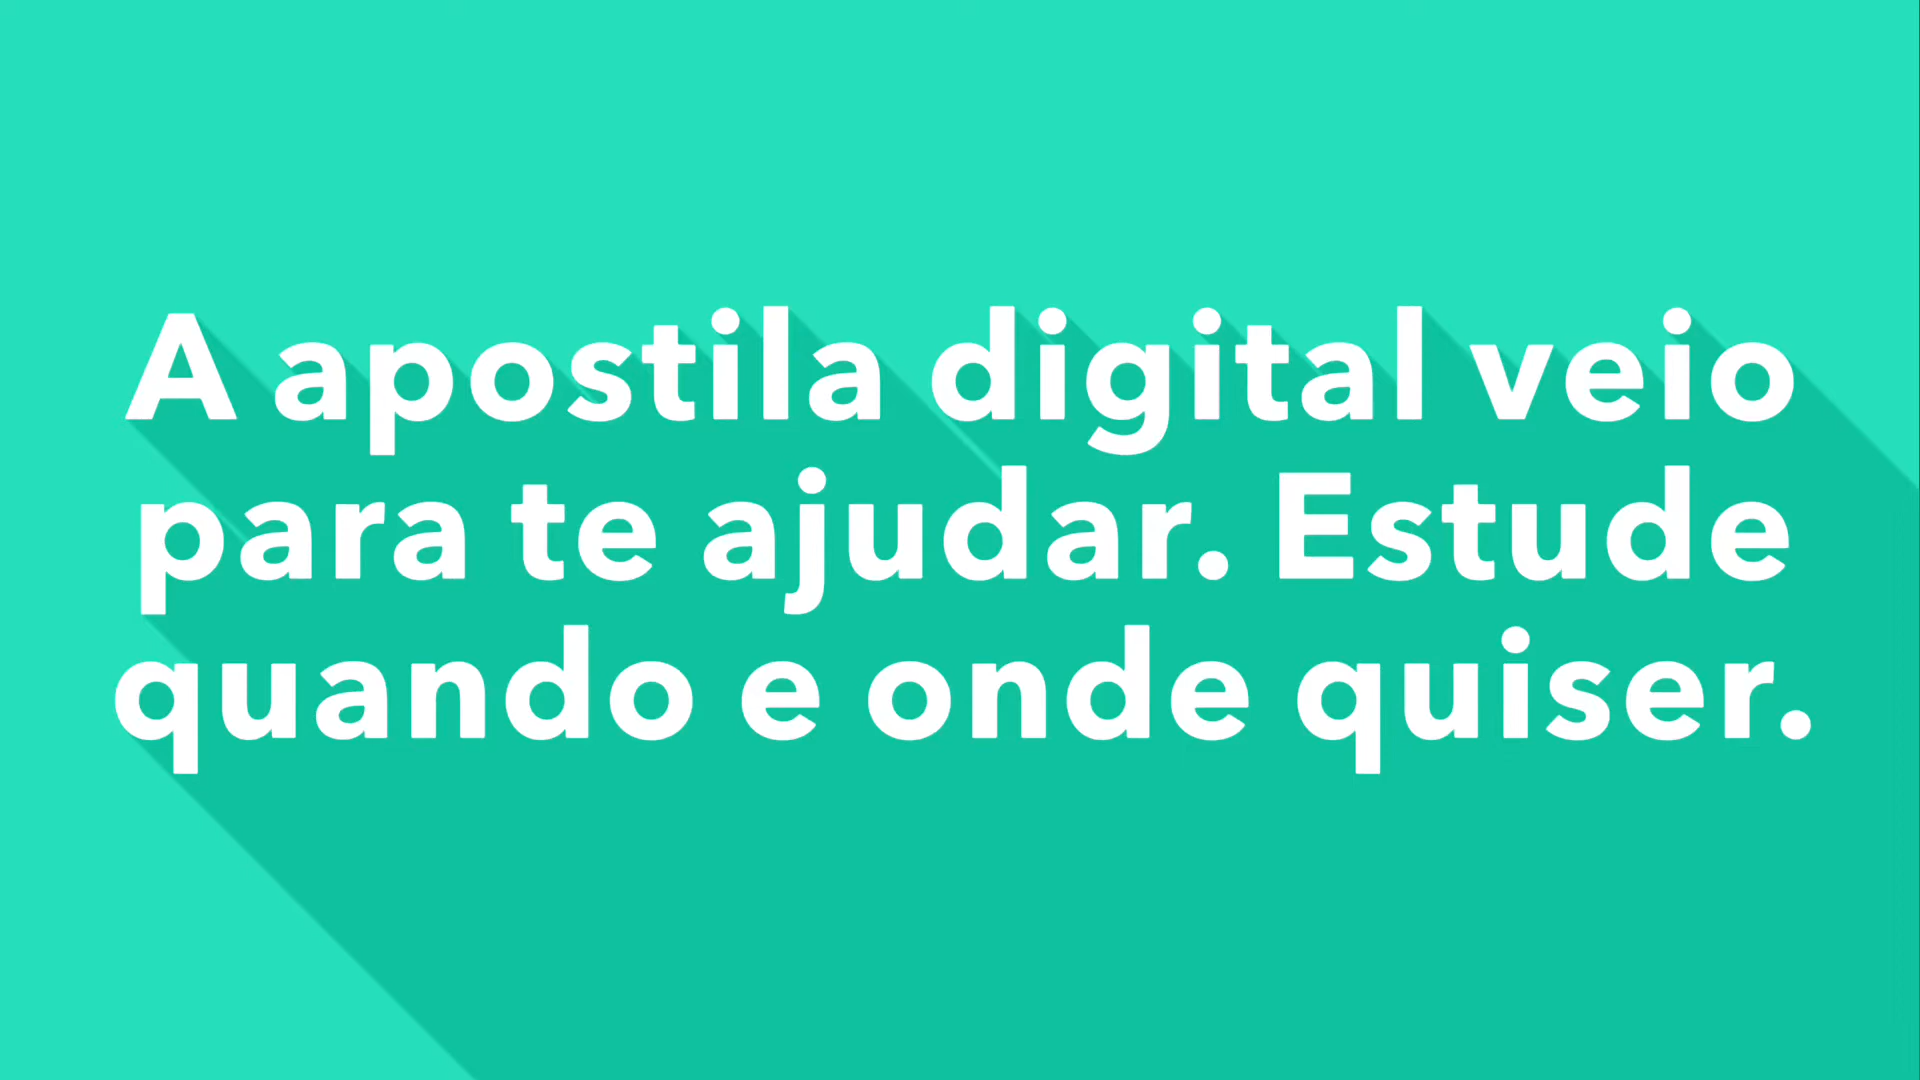 A apostila digital veio
para te ajudar. Estude
quando e onde quiser.